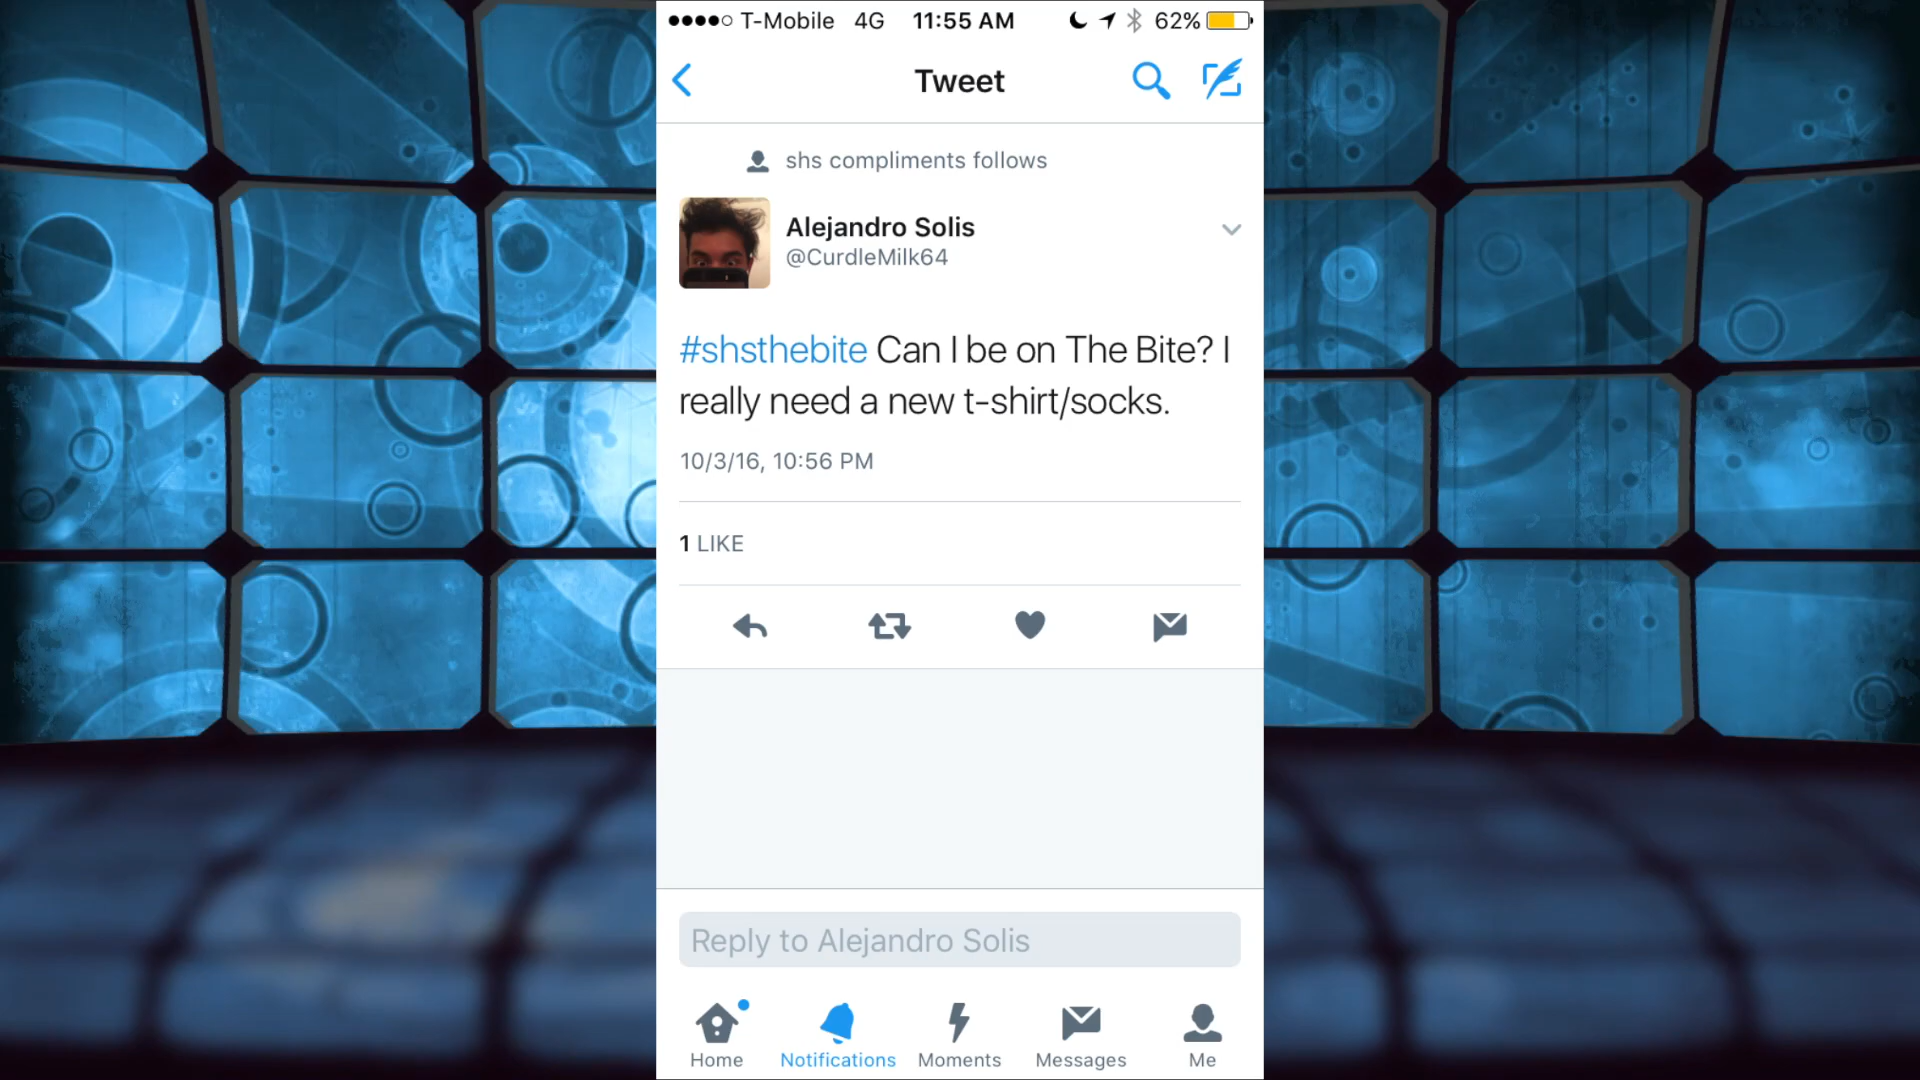 T-Mobile 4G 11:55 AM 62%
Tweet
shs compliments follows
Alejandro Solis
@CurdleMilk64
#shsthebite Can I be on The Bite? I
really need a new t-shirt/socks.
10/3/16, 10:56 PM
1 LIKE
Reply to Alejandro Solis
Home Notifications Moments Messages Me